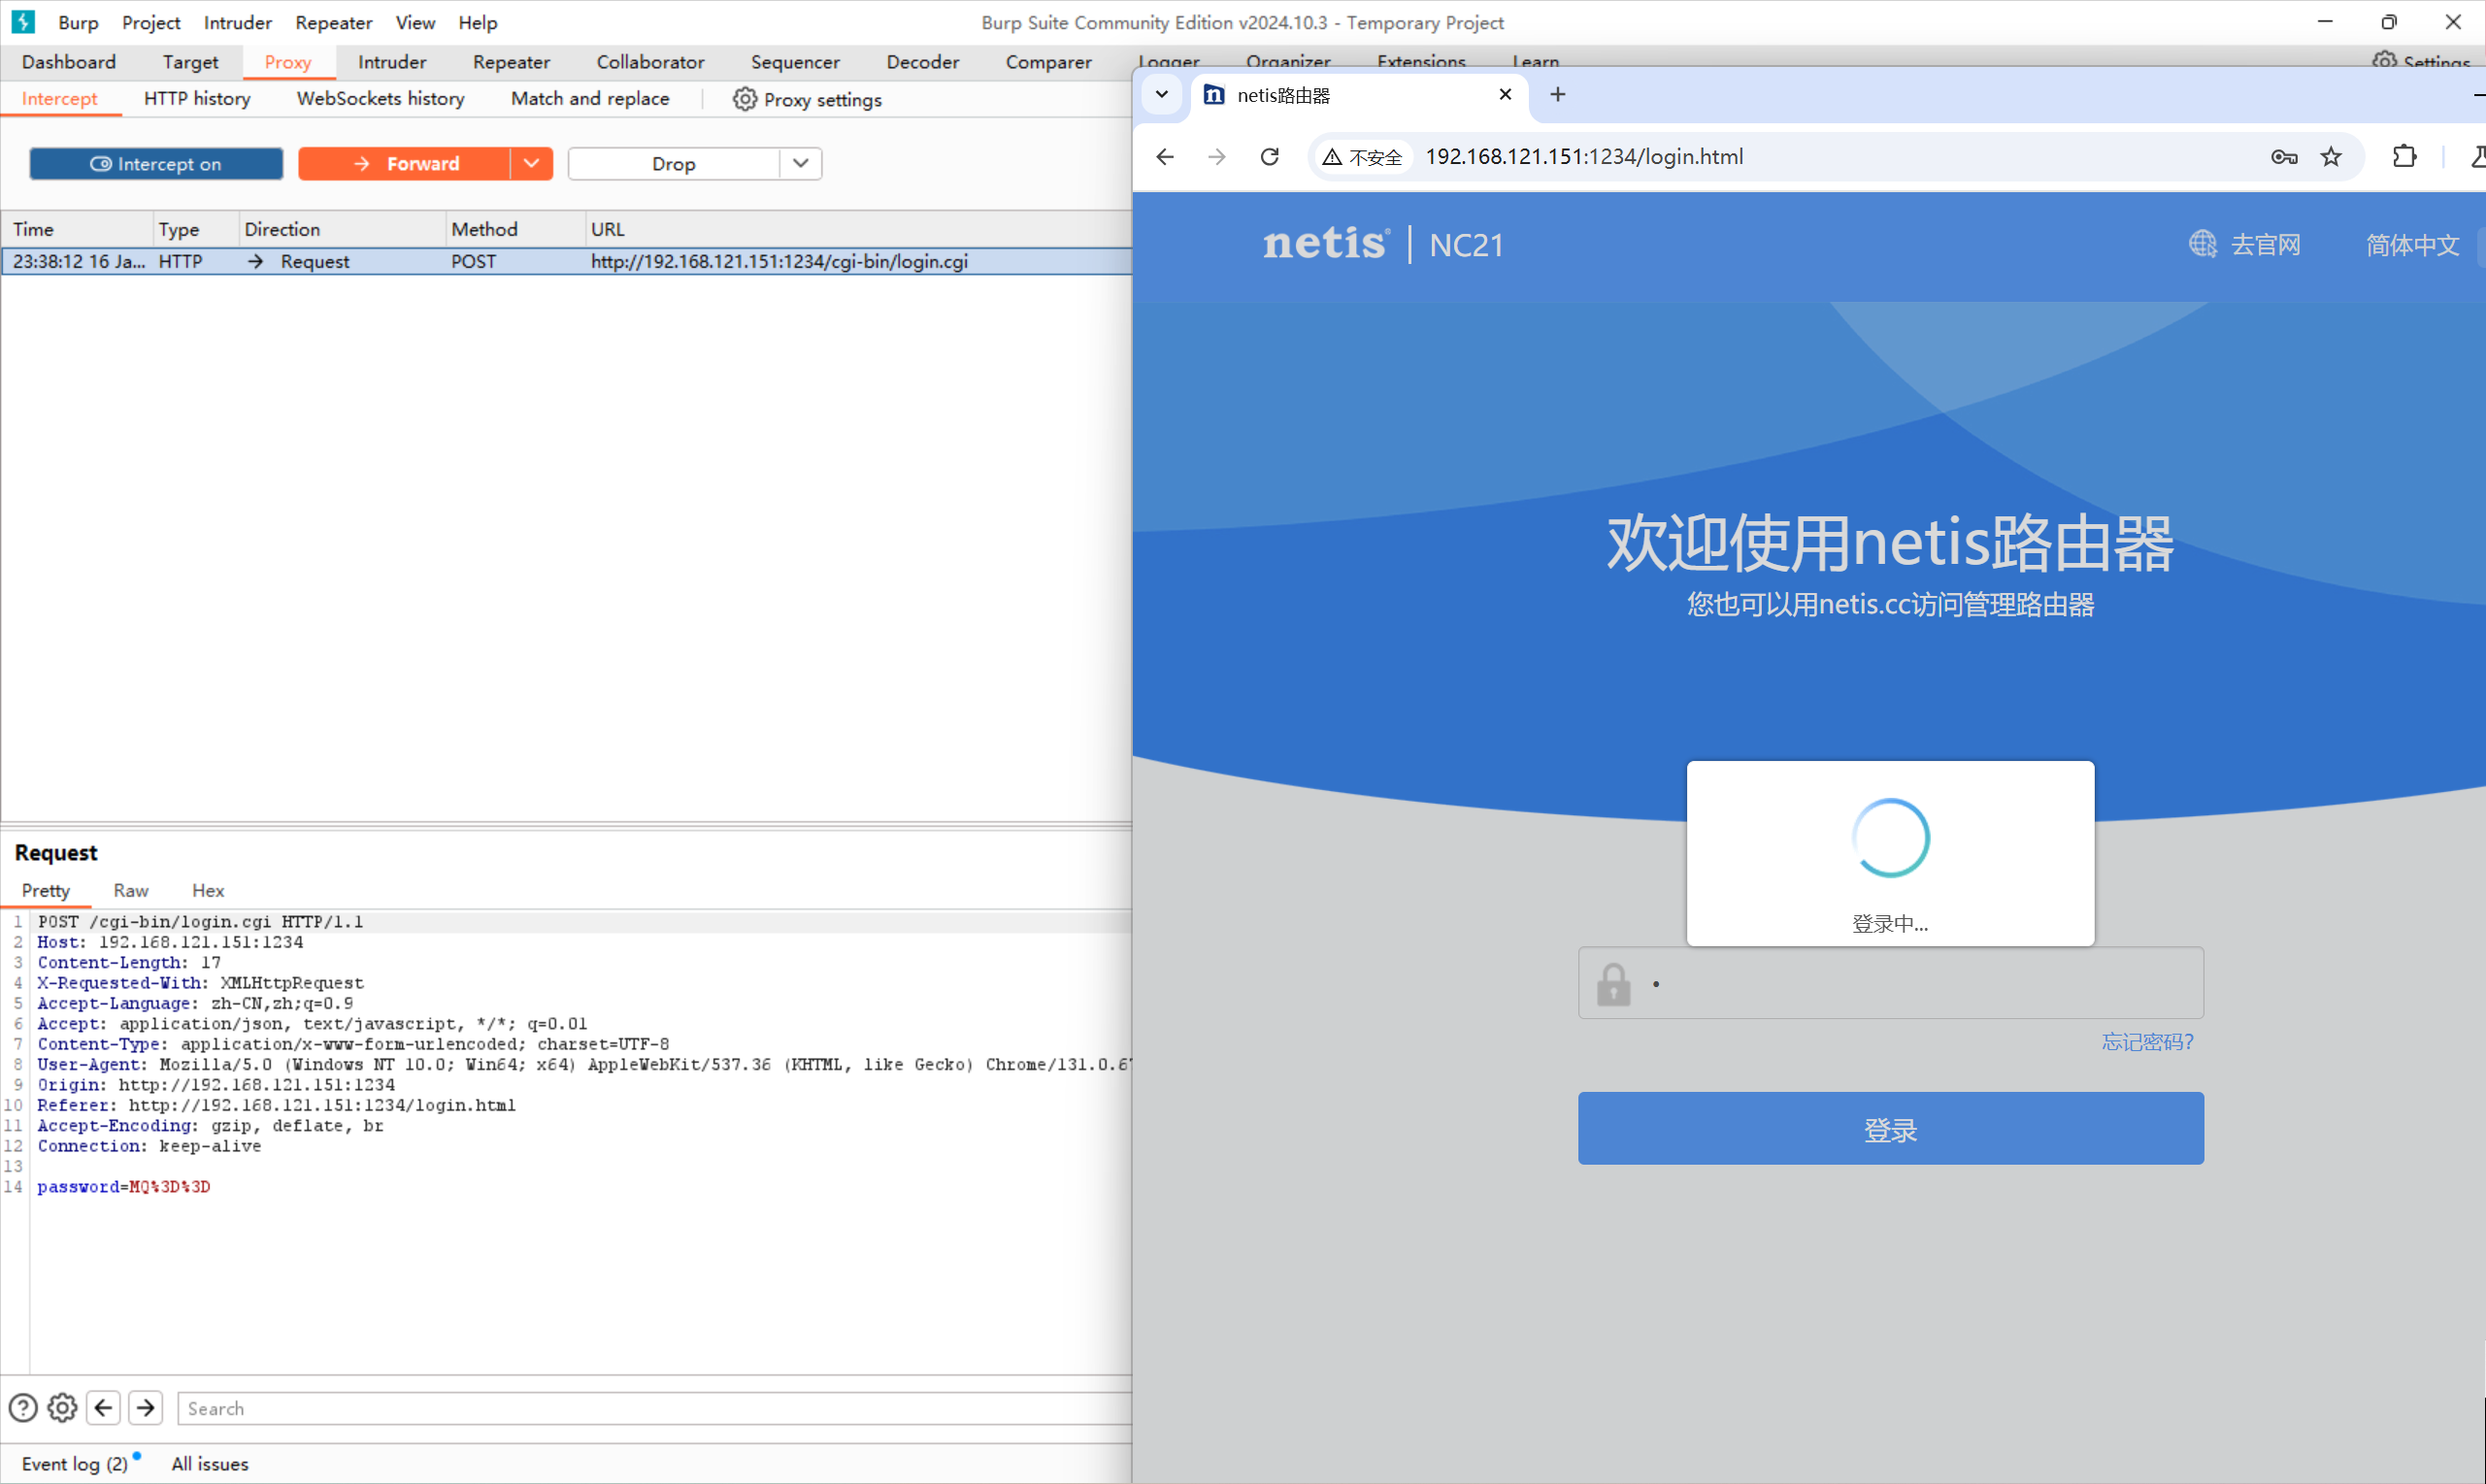 Burp Project Intruder Repeater View Help
Burp Suite Community Edition v2024.10.3 - Temporary Project
Dashboard Target Proxy Intruder Repeater Collaborator Sequencer Decoder Comparer Logger Organizer Extensions Learn Settings
Intercept HTTP history WebSockets history Match and replace Proxy settings
Intercept on Forward Drop
Time Type Direction Method URL
23:38:12 16 Ja... HTTP → Request POST http://192.168.121.151:1234/cgi-bin/login.cgi
Request
Pretty Raw Hex
1 POST /cgi-bin/login.cgi HTTP/1.1
2 Host: 192.168.121.151:1234
3 Content-Length: 17
4 X-Requested-With: XMLHttpRequest
5 Accept-Language: zh-CN,zh;q=0.9
6 Accept: application/json, text/javascript, */*; q=0.01
7 Content-Type: application/x-www-form-urlencoded; charset=UTF-8
8 User-Agent: Mozilla/5.0 (Windows NT 10.0; Win64; x64) AppleWebKit/537.36 (KHTML, like Gecko) Chrome/131.0.67
9 Origin: http://192.168.121.151:1234
10 Referer: http://192.168.121.151:1234/login.html
11 Accept-Encoding: gzip, deflate, br
12 Connection: keep-alive
13
14 password=MQ%3D%3D
Search
Event log (2) All issues
netis路由器
不安全 192.168.121.151:1234/login.html
netis® NC21
去官网 简体中文
欢迎使用netis路由器
您也可以用netis.cc访问管理路由器
登录中...
忘记密码?
登录